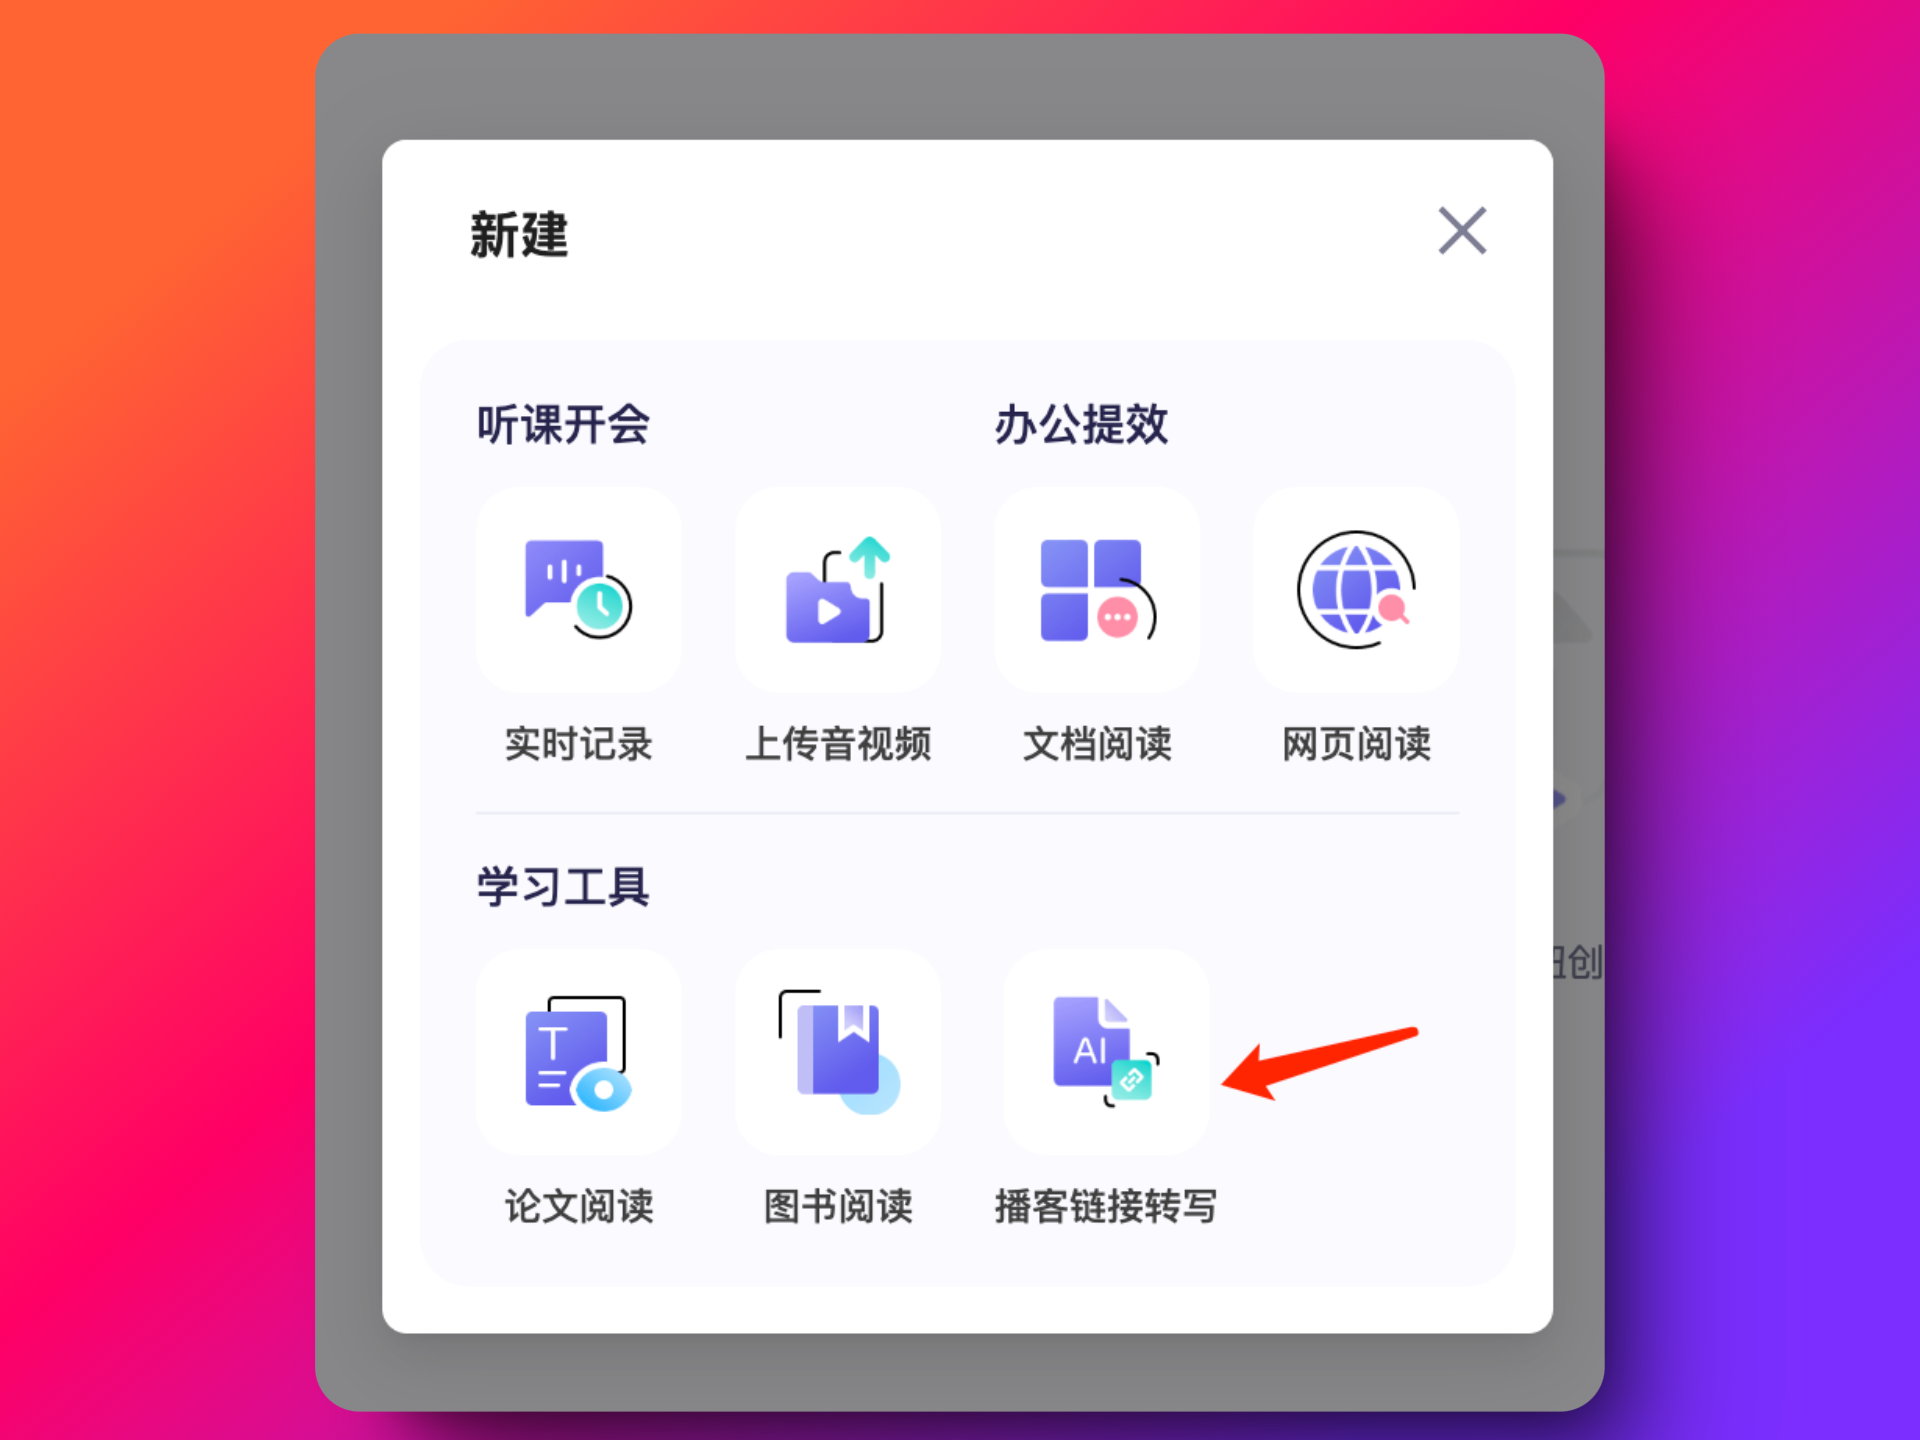 新建
听课开会
办公提效
实时记录
上传音视频
文档阅读
网页阅读
学习工具
T
AI
论文阅读
图书阅读
播客链接转写
创